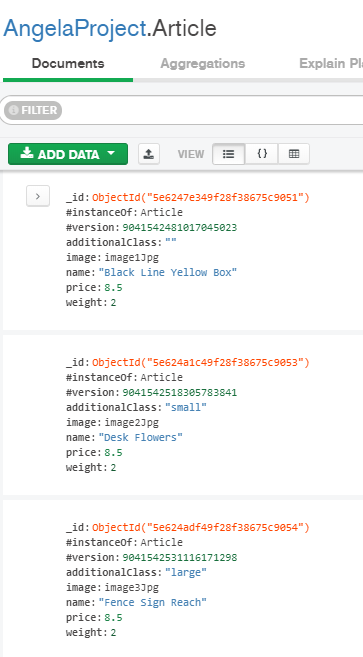 AngelaProject.Article
Documents Aggregations Explain Pl
FILTER
ADD DATA VIEW { }
_id: ObjectId("5e6247e349f28f38675c9051")
#instanceOf: Article
#version: 9041542481017045023
additionalClass: ""
image: image1Jpg
name: "Black Line Yellow Box"
price: 8.5
weight: 2
_id: ObjectId("5e624a1c49f28f38675c9053")
#instanceOf: Article
#version: 9041542518305783841
additionalClass: "small"
image: image2Jpg
name: "Desk Flowers"
price: 8.5
weight: 2
_id: ObjectId("5e624adf49f28f38675c9054")
#instanceOf: Article
#version: 9041542531116171298
additionalClass: "large"
image: image3Jpg
name: "Fence Sign Reach"
price: 8.5
weight: 2